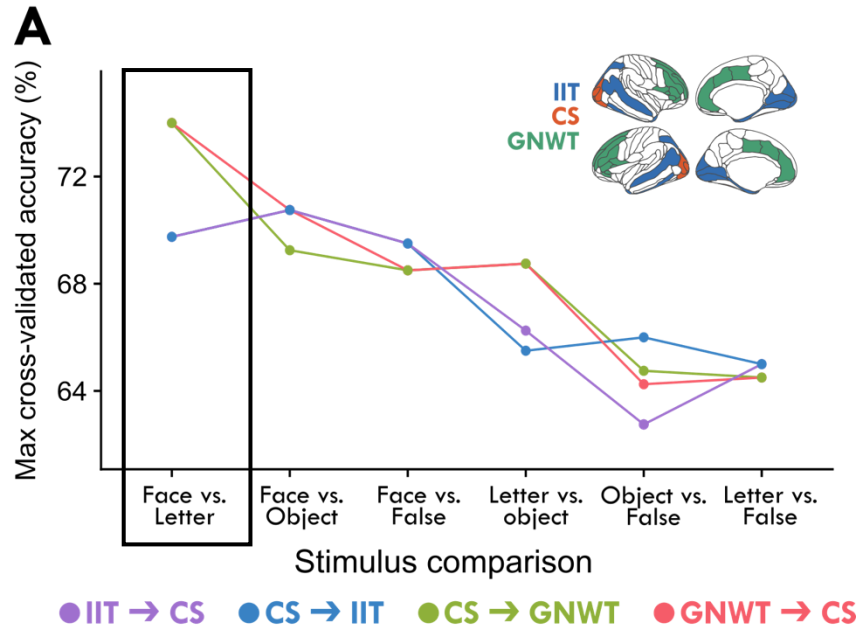 A
Max cross-validated accuracy (%)
72
68
64
IIT
CS
GNWT
Face vs.
Letter
Face vs.
Object
Face vs.
False
Letter vs.
object
Object vs.
False
Letter vs.
False
Stimulus comparison
IIT → CS
CS → IIT
CS → GNWT
GNWT → CS